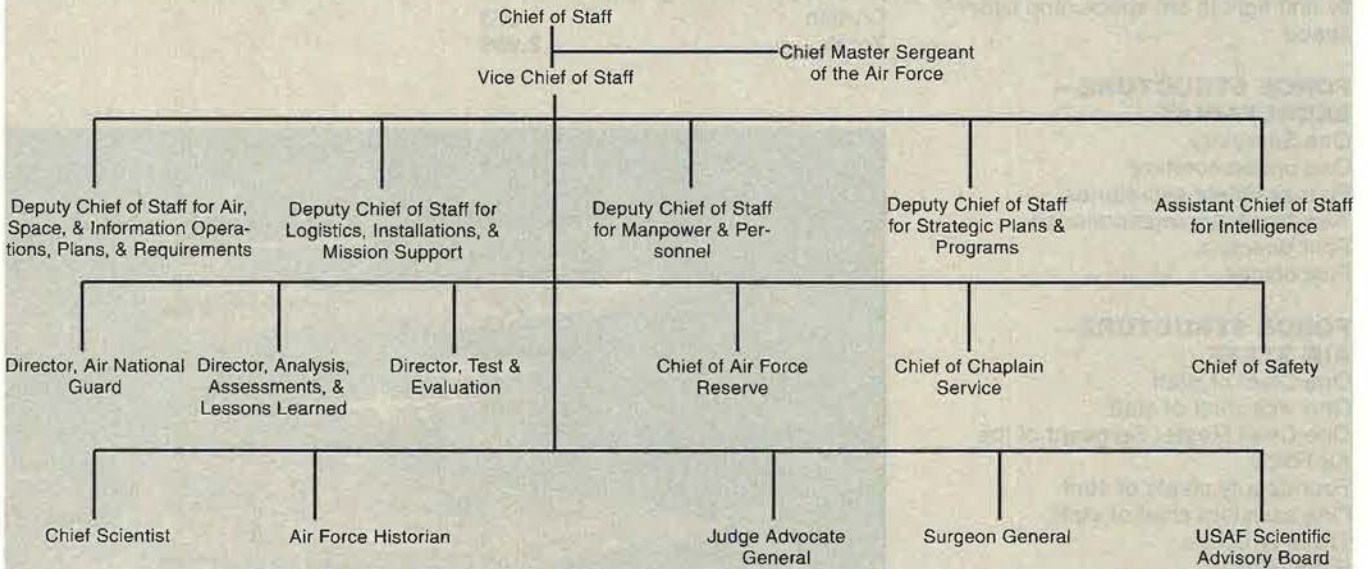 Chief of Staff
Chief Master Sergeant
of the Air Force
Vice Chief of Staff
Deputy Chief of Staff for Air,
Space, & Information Opera-
tions, Plans, & Requirements
Deputy Chief of Staff for
Logistics, Installations, &
Mission Support
Deputy Chief of Staff
for Manpower & Per-
sonnel
Deputy Chief of Staff
for Strategic Plans &
Programs
Assistant Chief of Staff
for Intelligence
Director, Air National
Guard
Director, Analysis,
Assessments, &
Lessons Learned
Director, Test &
Evaluation
Chief of Air Force
Reserve
Chief of Chaplain
Service
Chief of Safety
Chief Scientist
Air Force Historian
Judge Advocate
General
Surgeon General
USAF Scientific
Advisory Board